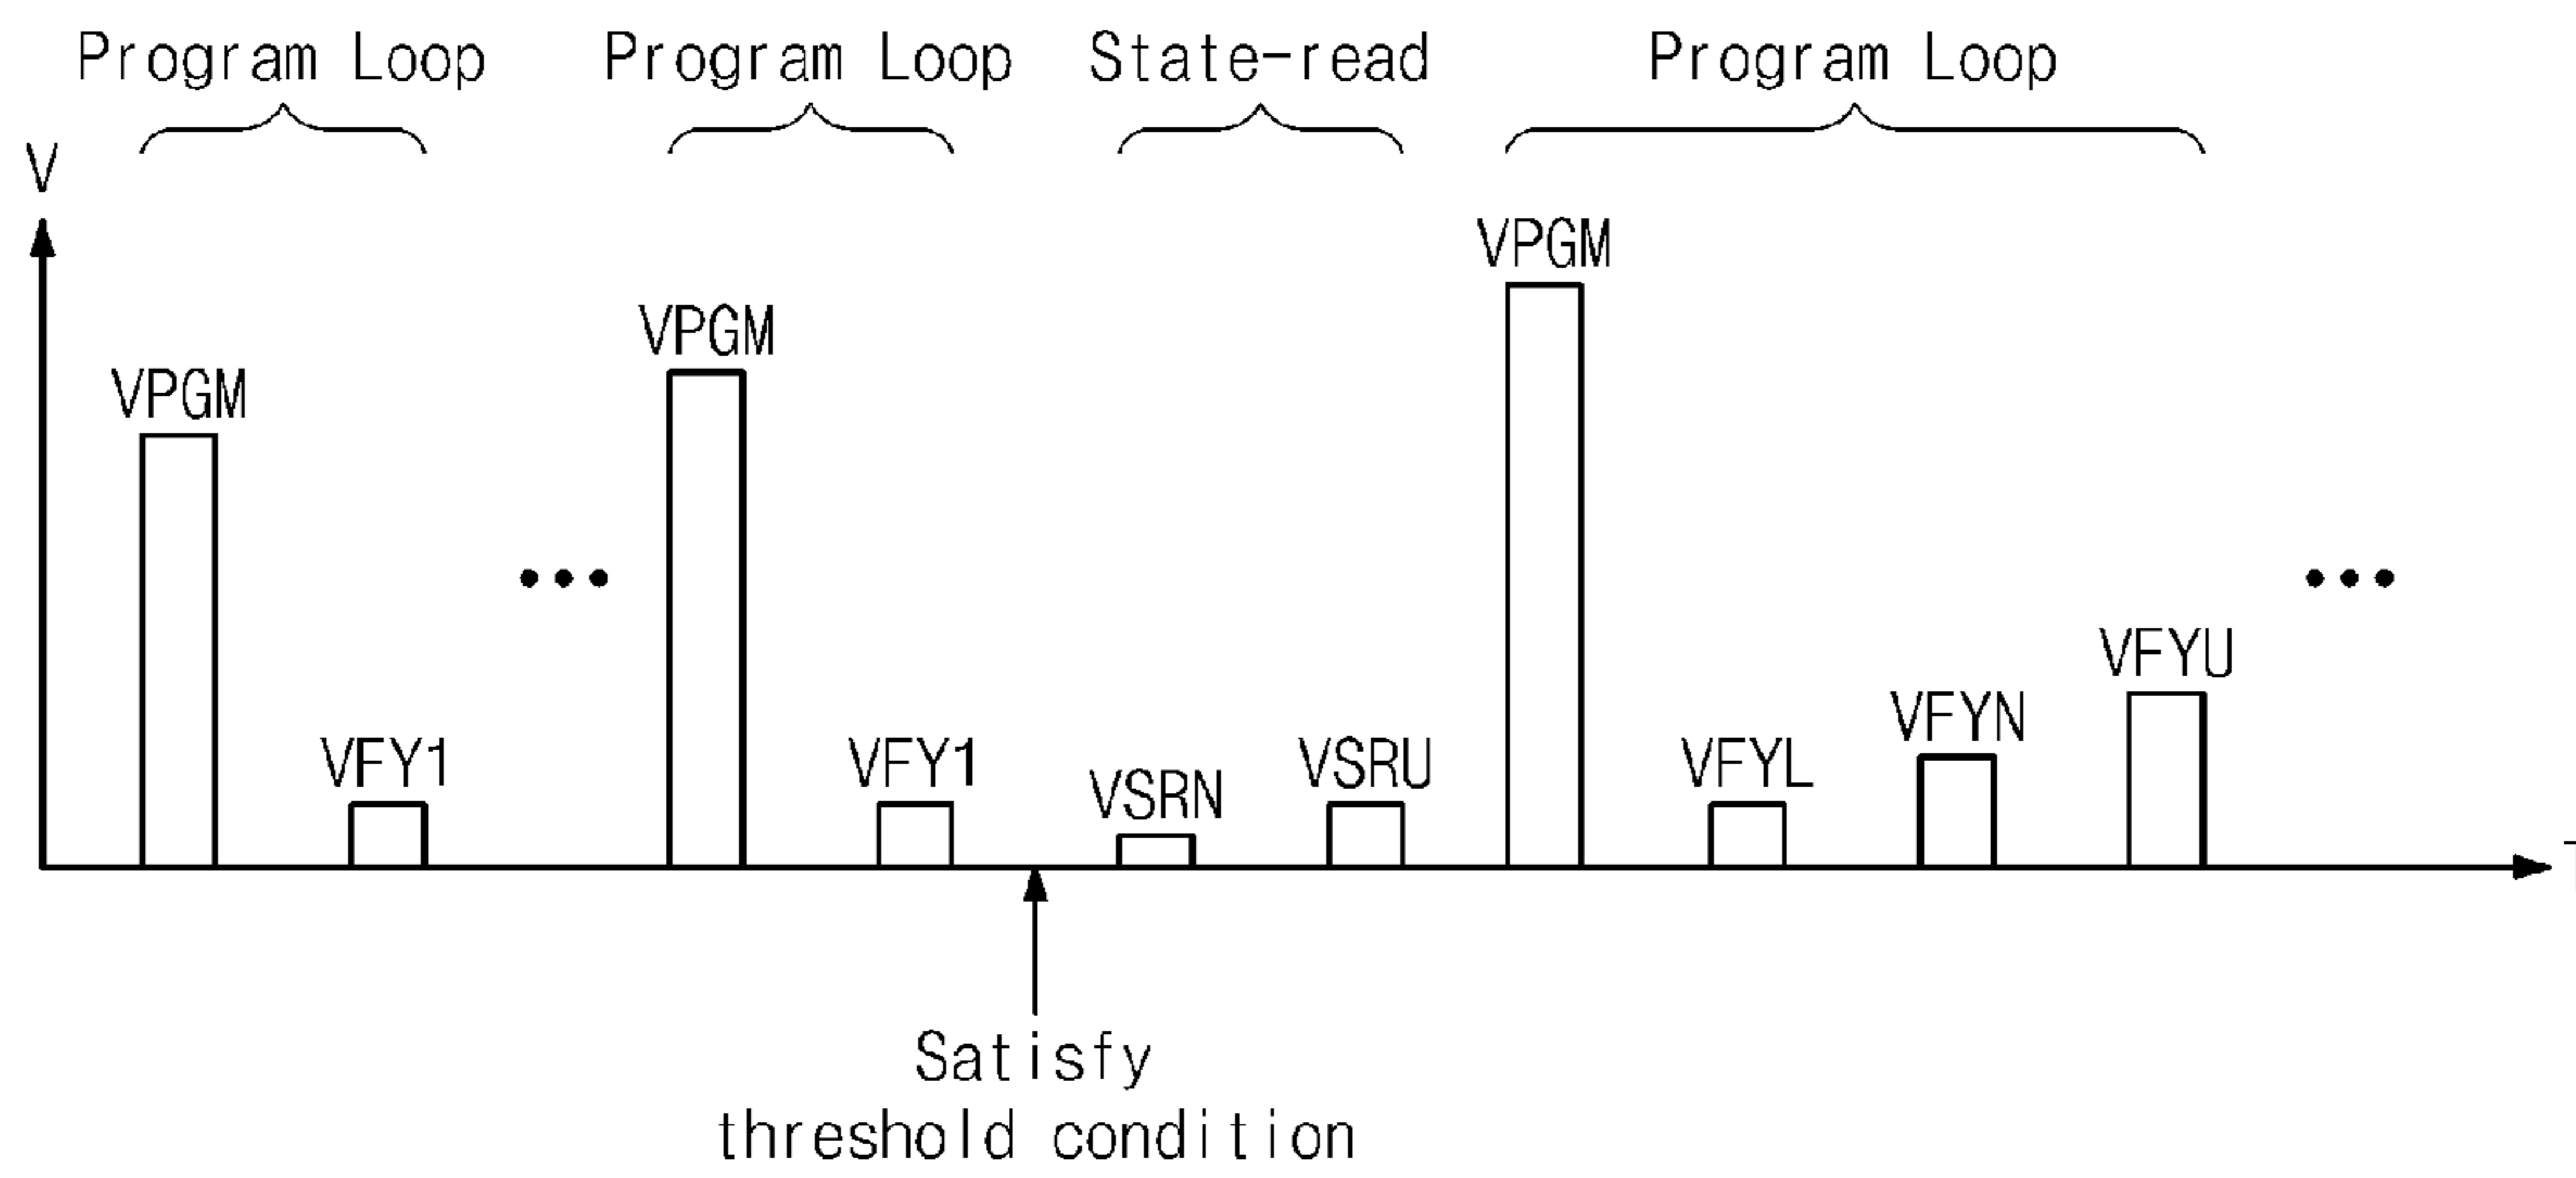 Program Loop Program Loop State-read Program Loop
V
VPGM
VPGM
VPGM
VFYU
VFYN
VFY1 VFY1 VSRN VSRU VFYL
Satisfy
threshold condition